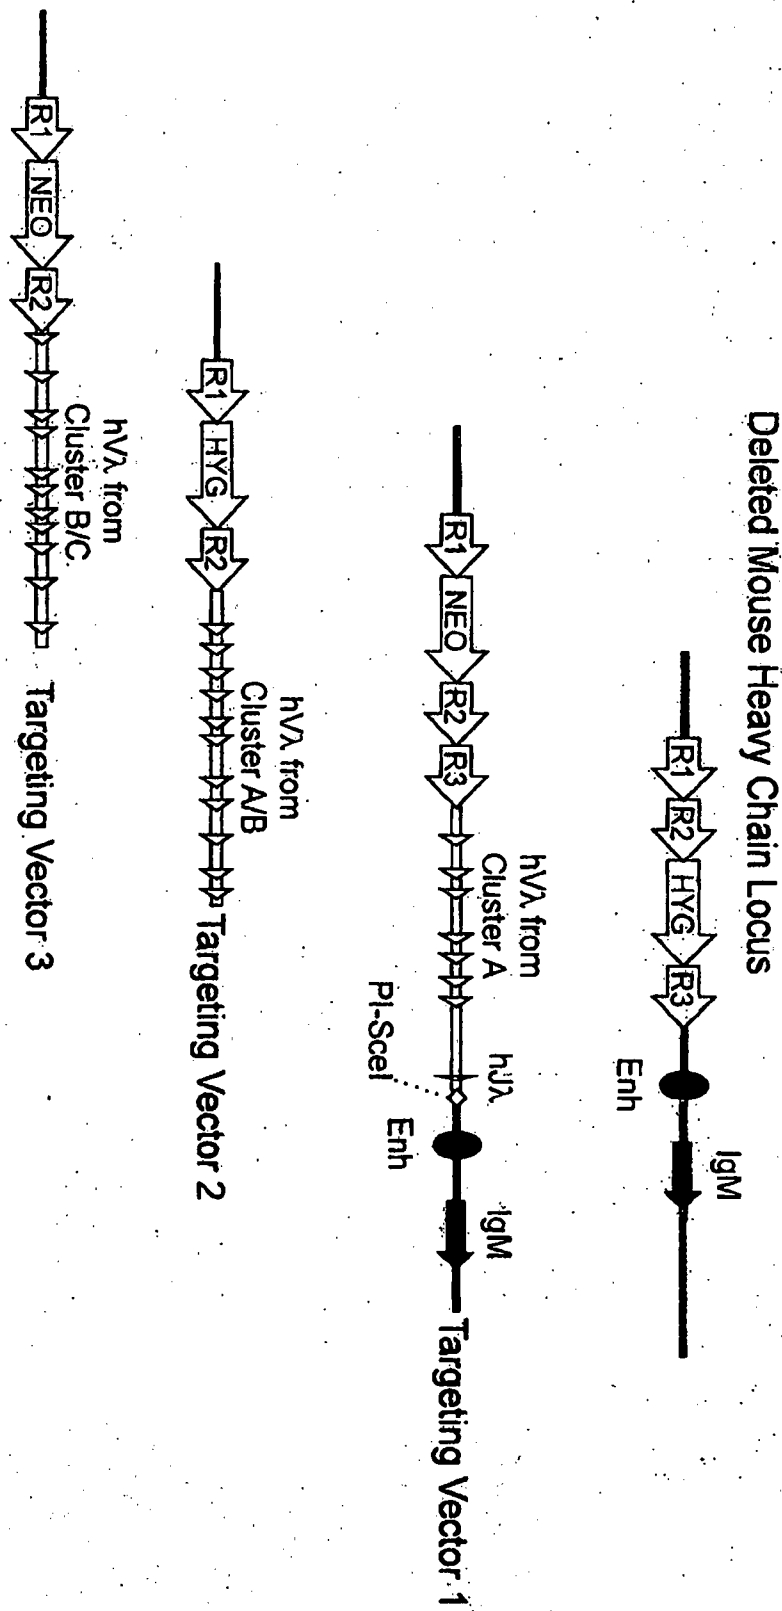 Deleted Mouse Heavy Chain Locus
R1 R2 HYG R3
Enh
IgM
R1 NEO R2 R3
hVλ from
Cluster A
hJλ
PI-SceI
Enh
IgM
Targeting Vector 1
R1 HYG R2
hVλ from
Cluster A/B
Targeting Vector 2
R1 NEO R2
hVλ from
Cluster B/C
Targeting Vector 3